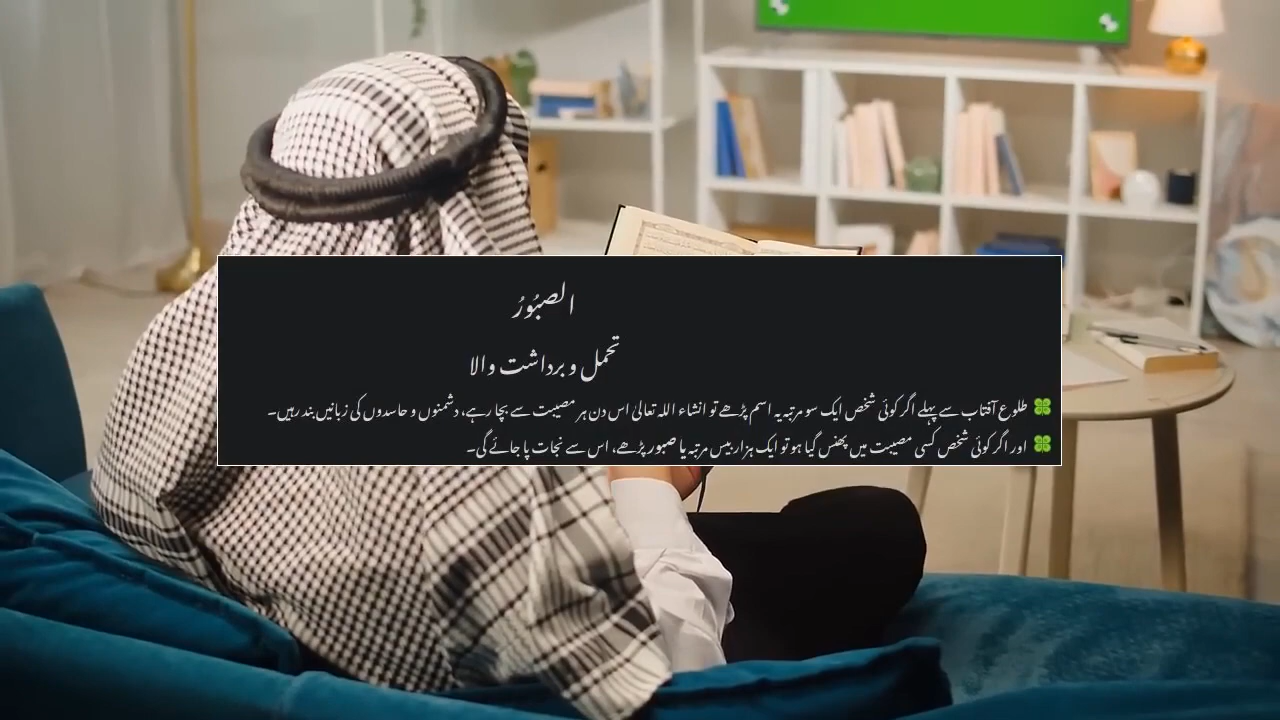 الصبُورُ
تحمل و برداشت والا
طلوع آفتاب سے پہلے اگر کوئی شخص ایک سو مرتبہ یہ اسم پڑھے تو انشاء اللہ تعالیٰ اس دن ہر مصیبت سے بچا رہے، دشمنوں و حاسدوں کی زبانیں بند رہیں۔
اور اگر کوئی شخص کسی مصیبت میں پھنس گیا ہو تو ایک ہزار بیس مرتبہ یا صبور پڑھے، اس سے نجات پا جائے گی۔